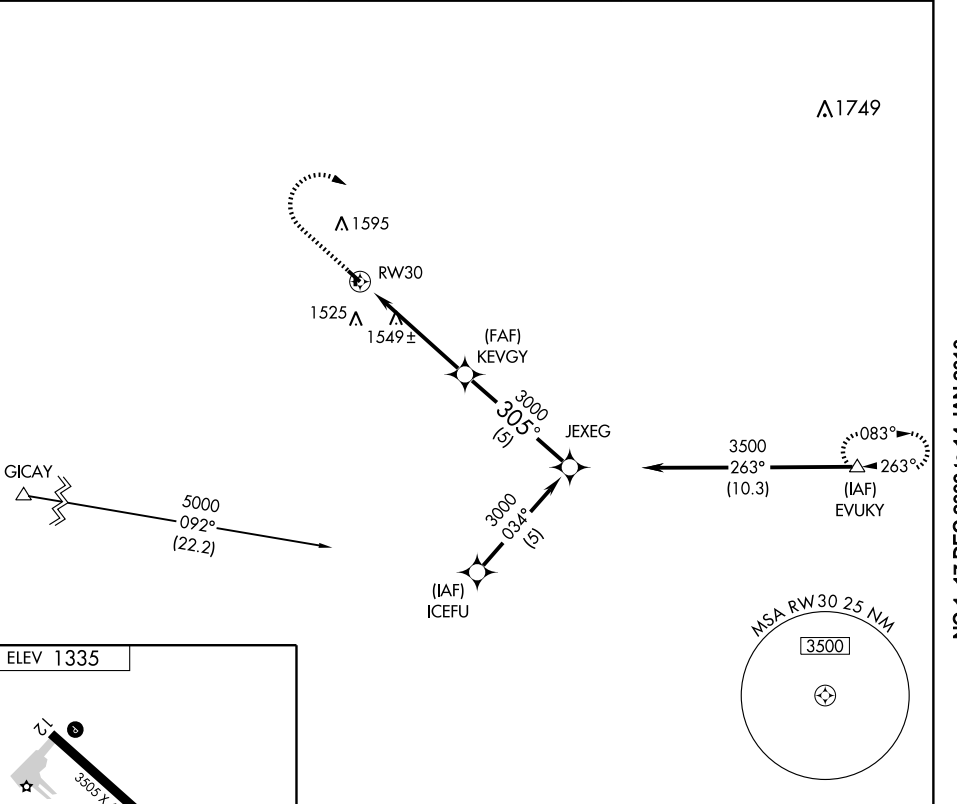 1749
1595
RW30
1525
1549±
(FAF)
KEVGY
3000
305°
(5)
JEXEG
GICAY
5000
092°
(22.2)
3500
263°
(10.3)
083°
263°
(IAF)
EVUKY
3000
034°
(5)
(IAF)
ICEFU
MSA RW30 25 NM
3500
ELEV 1335
12
P
3505 X